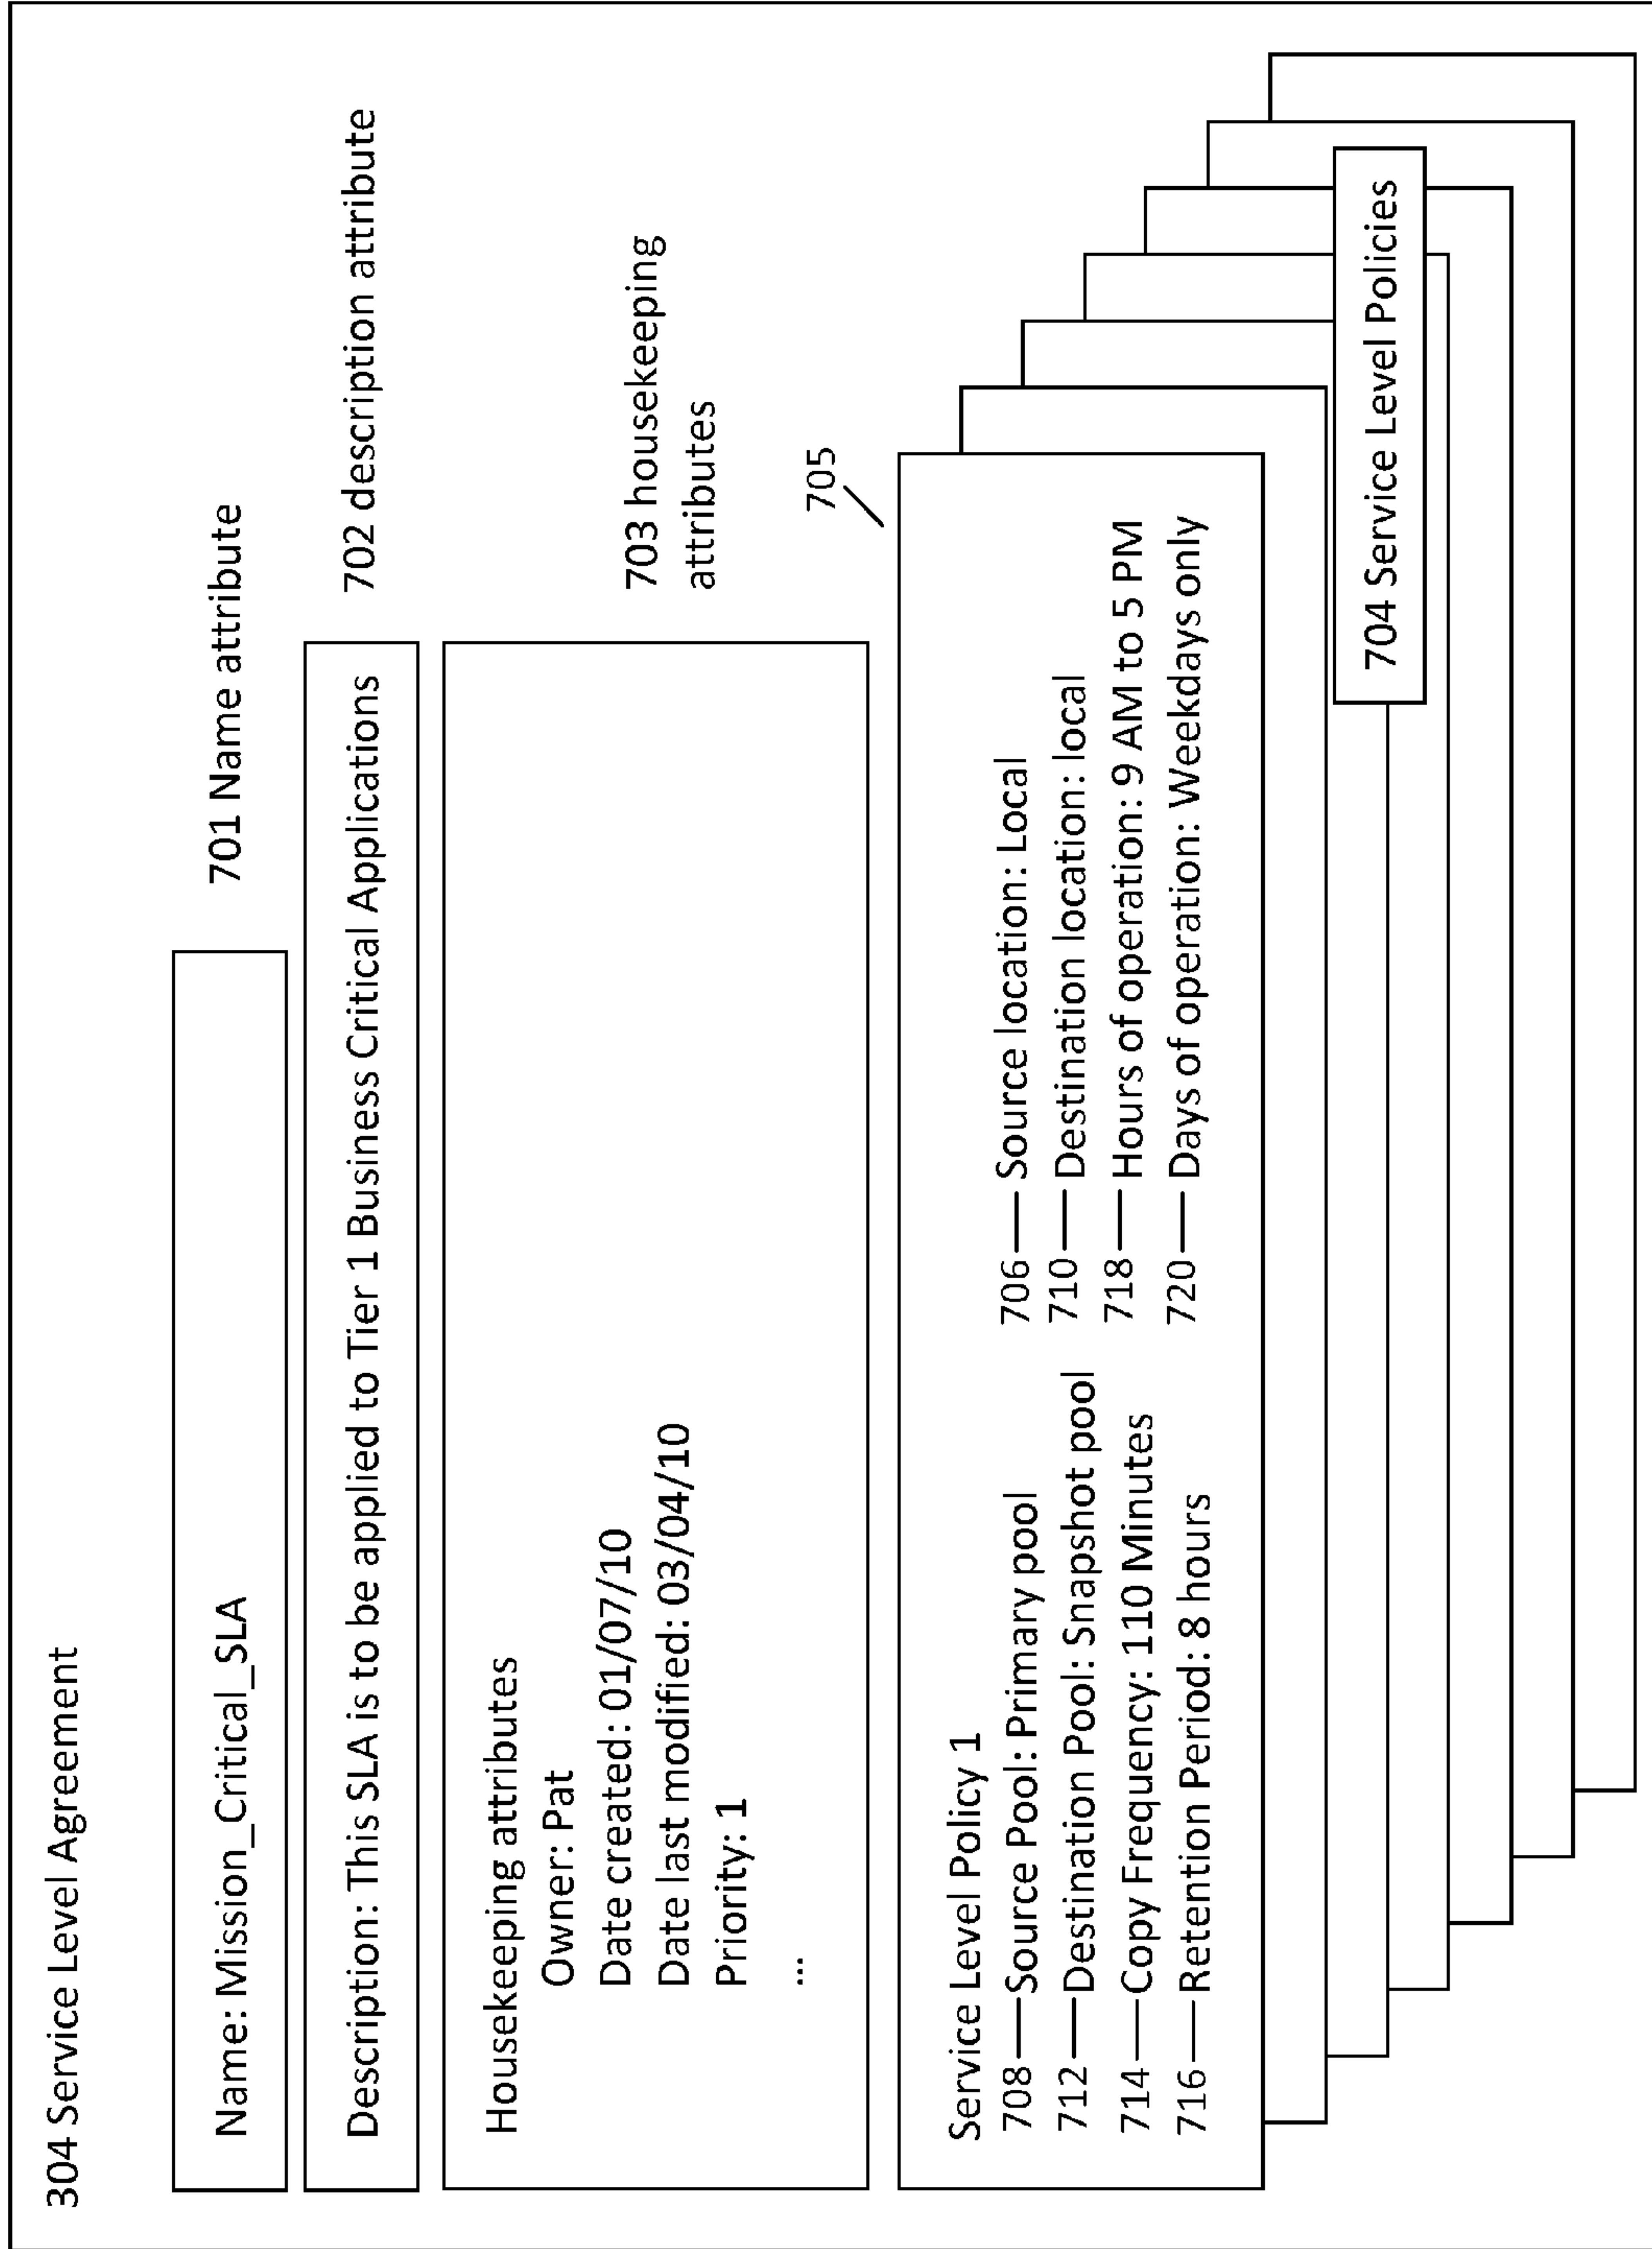 304 Service Level Agreement
Name: Mission_Critical_SLA
701 Name attribute
Description: This SLA is to be applied to Tier 1 Business Critical Applications
702 description attribute
Housekeeping attributes
Owner: Pat
Date created: 01/07/10
Date last modified: 03/04/10
Priority: 1
...
703 housekeeping
attributes
705
Service Level Policy 1
708 Source Pool: Primary pool
712 Destination Pool: Snapshot pool
714 Copy Frequency: 110 Minutes
716 Retention Period: 8 hours
706 Source location: Local
710 Destination location: local
718 Hours of operation: 9 AM to 5 PM
720 Days of operation: Weekdays only
704 Service Level Policies